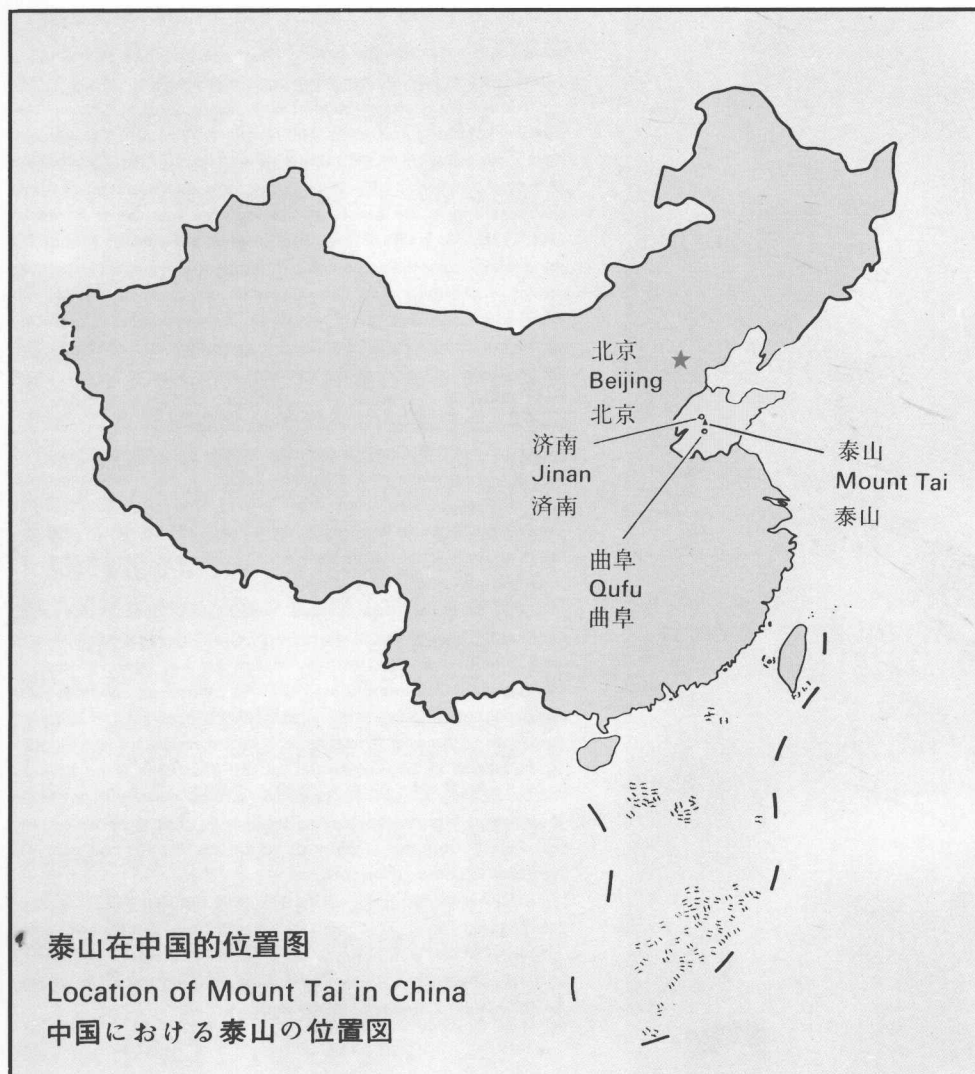 北京
Beijing
北京
済南
Jinan
済南
泰山
Mount Tai
泰山
曲阜
Qufu
曲阜
泰山在中国的位置图
Location of Mount Tai in China
中国における泰山の位置図